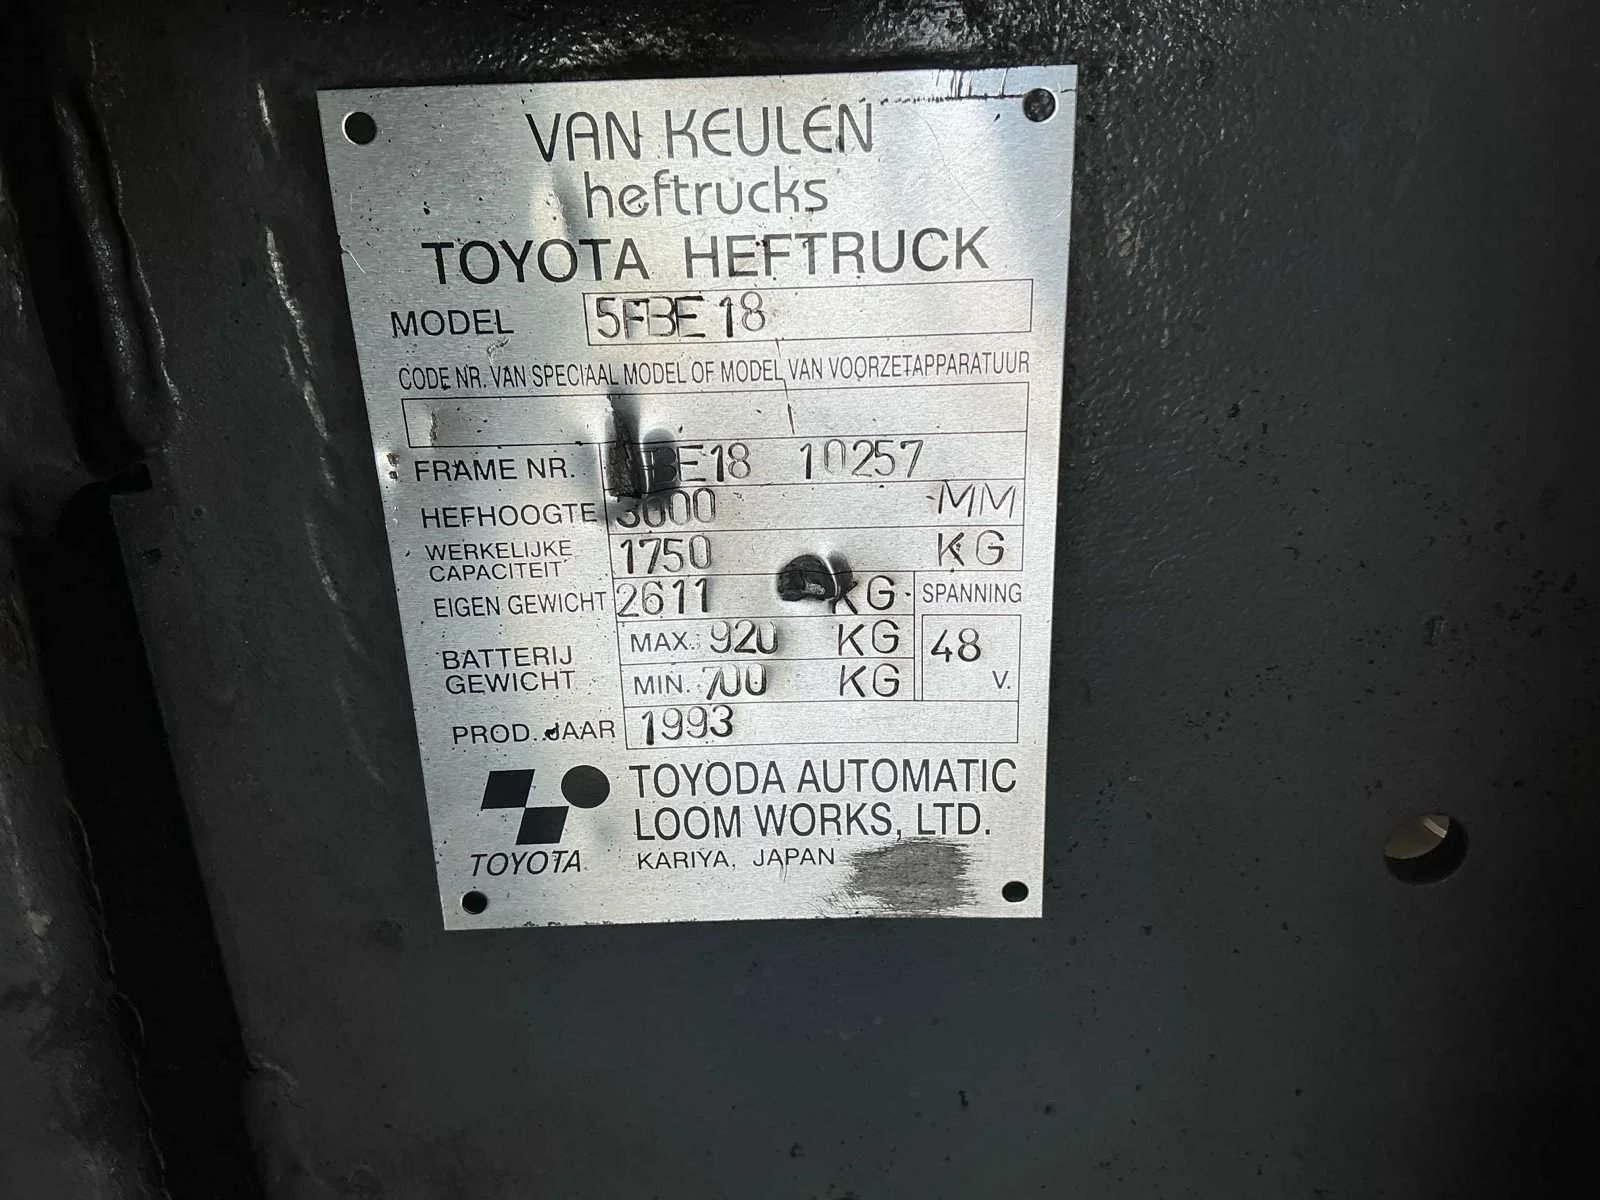 VAN KEULEN
heftrucks
TOYOTA HEFTRUCK
MODEL 5FBE18
CODE NR. VAN SPECIAAL MODEL OF MODEL VAN VOORZETAPPARATUUR
FRAME NR. BE18 10257
HEFHOOGTE 3000 MM
WERKELIJKE CAPACITEIT 1750 KG
EIGEN GEWICHT 2611 KG SPANNING
BATTERIJ GEWICHT MAX. 920 KG 48 V.
MIN. 700 KG
PROD. JAAR 1993
TOYODA AUTOMATIC
LOOM WORKS, LTD.
TOYOTA KARIYA, JAPAN